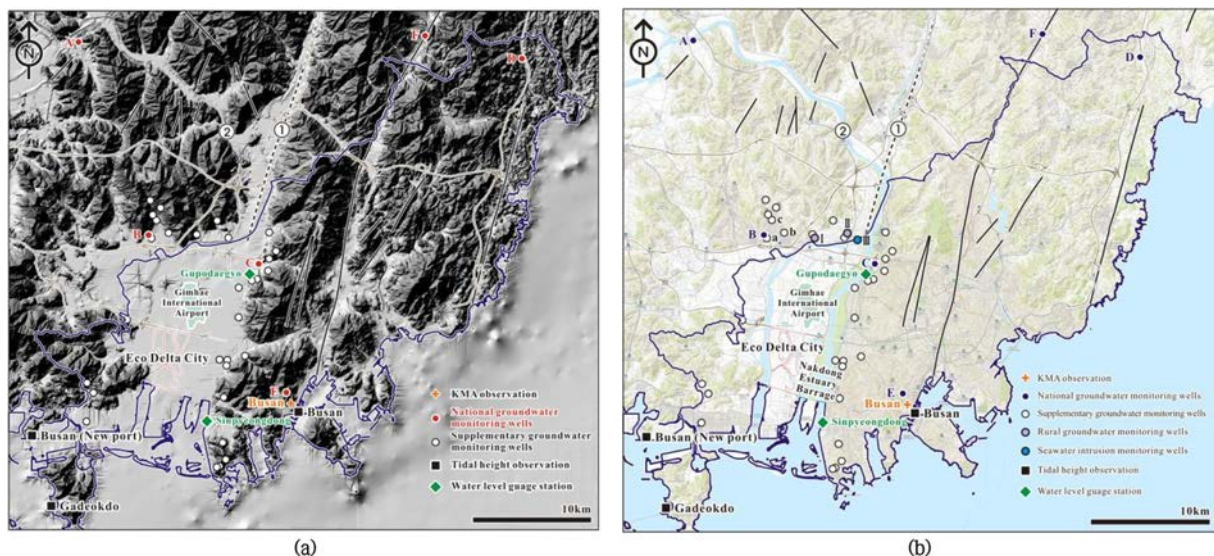 A
F
D
N
②
①
B
C
Gupodaegyo
Gimhae
International
Airport
Eco Delta City
E
Busan
Busan
Sinpyeongdong
Busan (New port)
Gadeokdo
KMA observation
National groundwater
monitoring wells
Supplementary groundwater
monitoring wells
Tidal height observation
Water level guage station
10km
(a)
A
F
D
N
②
①
c
B
a
b
I
II
C
Gupodaegyo
Gimhae
International
Airport
Eco Delta City
Nakdong
Estuary
Barrage
E
Busan
Busan
Sinpyeongdong
Busan (New port)
Gadeokdo
KMA observation
National groundwater monitoring wells
Supplementary groundwater monitoring wells
Rural groundwater monitoring wells
Seawater intrusion monitoring wells
Tidal height observation
Water level guage station
10km
(b)